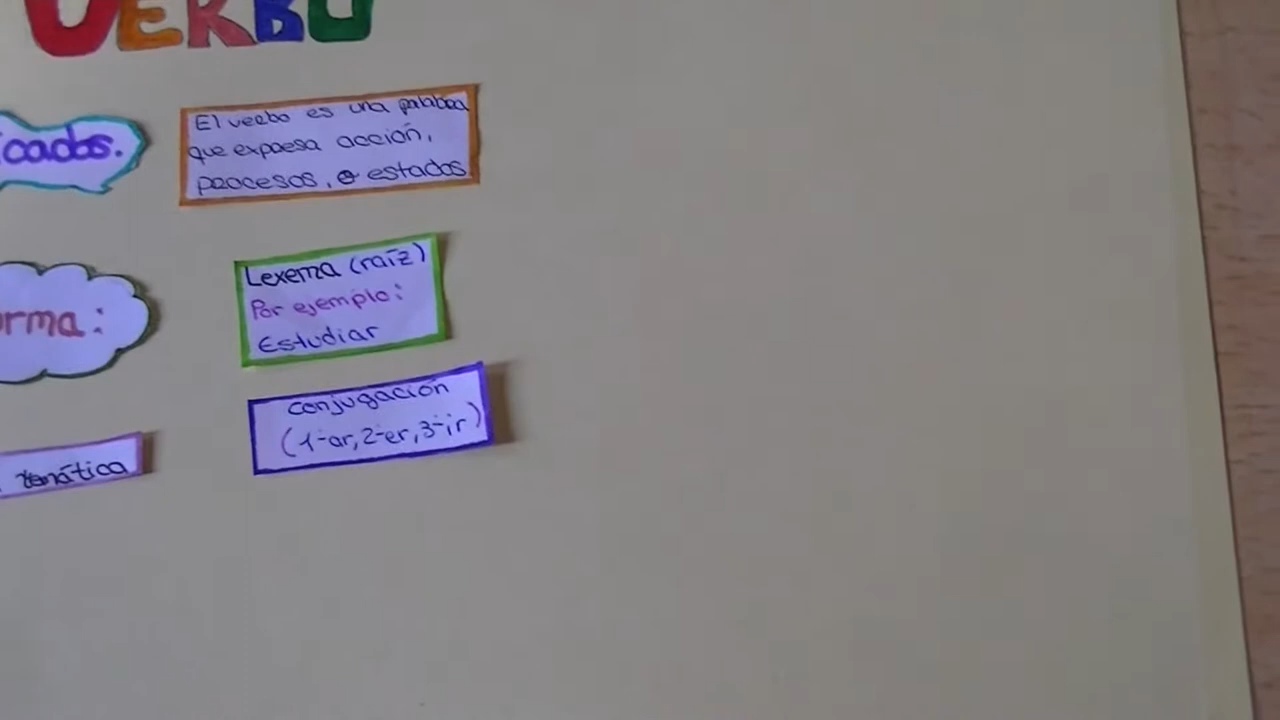 VERBO
icados.
El verbo es una palabra
que expresa acción,
procesos, o estados
orma:
Lexema (raíz)
Por ejemplo:
Estudiar
Conjugación
(1-ar, 2-er, 3-ir)
temática